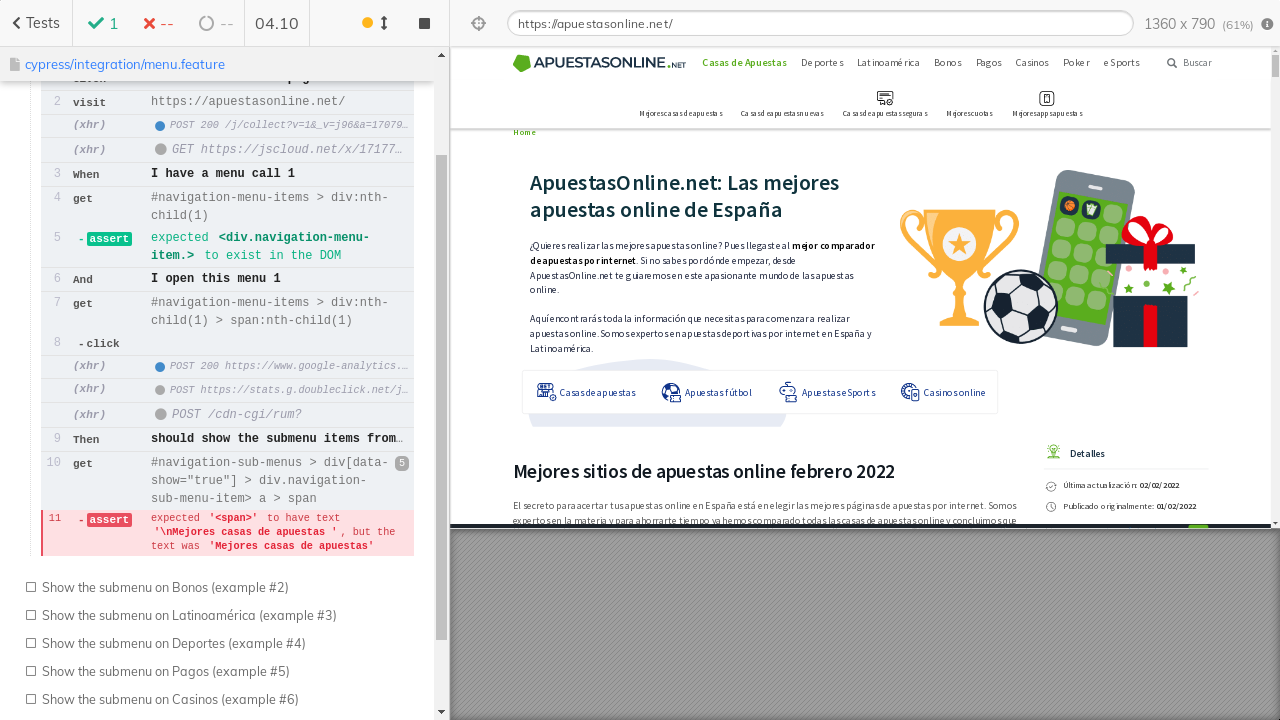 Tests
1
--
--
04.10
https://apuestasonline.net/
1360 x 790 (61%)
cypress/integration/menu.feature
2 visit https://apuestasonline.net/
(xhr) POST 200 /j/collect?v=1&_v=j96&a=17079…
(xhr) GET https://jscloud.net/x/17177…
3 When I have a menu call 1
4 get #navigation-menu-items > div:nth-
child(1)
5 -assert expected <div.navigation-menu-
item.> to exist in the DOM
6 And I open this menu 1
7 get #navigation-menu-items > div:nth-
child(1) > span:nth-child(1)
8 -click
(xhr) POST 200 https://www.google-analytics.…
(xhr) POST https://stats.g.doubleclick.net/j…
(xhr) POST /cdn-cgi/rum?
9 Then should show the submenu items from…
10 get #navigation-sub-menus > div[data- 5
show="true"] > div.navigation-
sub-menu-item> a > span
11 -assert expected '<span>' to have text
'\nMejores casas de apuestas ', but the
text was 'Mejores casas de apuestas'
Show the submenu on Bonos (example #2)
Show the submenu on Latinoamérica (example #3)
Show the submenu on Deportes (example #4)
Show the submenu on Pagos (example #5)
Show the submenu on Casinos (example #6)
APUESTASONLINE.NET
Casas de Apuestas Deportes Latinoamérica Bonos Pagos Casinos Poker eSports Buscar
Mejores casas de apuestas Casas de apuestas nuevas Casas de apuestas seguras Mejores cuotas Mejores apps apuestas
Home
ApuestasOnline.net: Las mejores
apuestas online de España
¿Quieres realizar las mejores apuestas online? Pues llegaste al mejor comparador
de apuestas por internet. Si no sabes por dónde empezar, desde
ApuestasOnline.net te guiaremos en este apasionante mundo de las apuestas
online.
Aquí encontrarás toda la información que necesitas para comenzar a realizar
apuestas online. Somos expertos en apuestas deportivas por internet en España y
Latinoamérica.
Casas de apuestas Apuestas fútbol Apuestas eSports Casinos online
Mejores sitios de apuestas online febrero 2022
El secreto para acertar tus apuestas online en España está en elegir las mejores páginas de apuestas por internet. Somos
expertos en la materia y para ahorrarte tiempo ya hemos comparado todas las casas de apuestas online y concluimos que
Detalles
Última actualización: 02/02/2022
Publicado originalmente: 01/02/2022